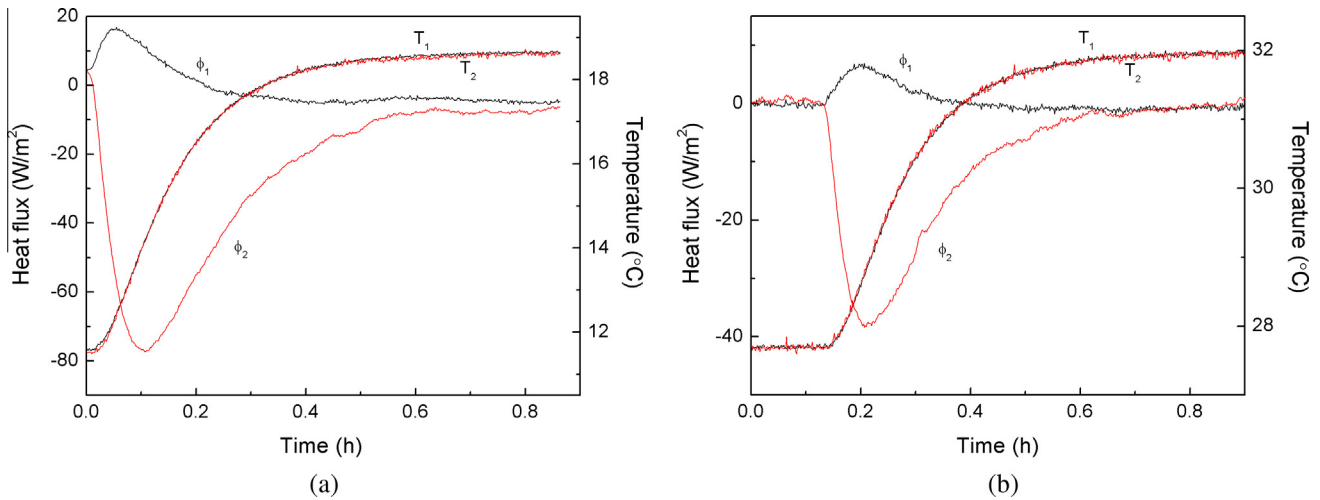 20
0
-20
-40
-60
-80
Heat flux (W/m²)
ϕ₁
T₁
T₂
ϕ₂
18
16
14
12
Temperature (°C)
0.0 0.2 0.4 0.6 0.8
Time (h)
(a)
20
0
-20
-40
Heat flux (W/m²)
ϕ₁
T₁
T₂
ϕ₂
32
30
28
Temperature (°C)
0.0 0.2 0.4 0.6 0.8
Time (h)
(b)